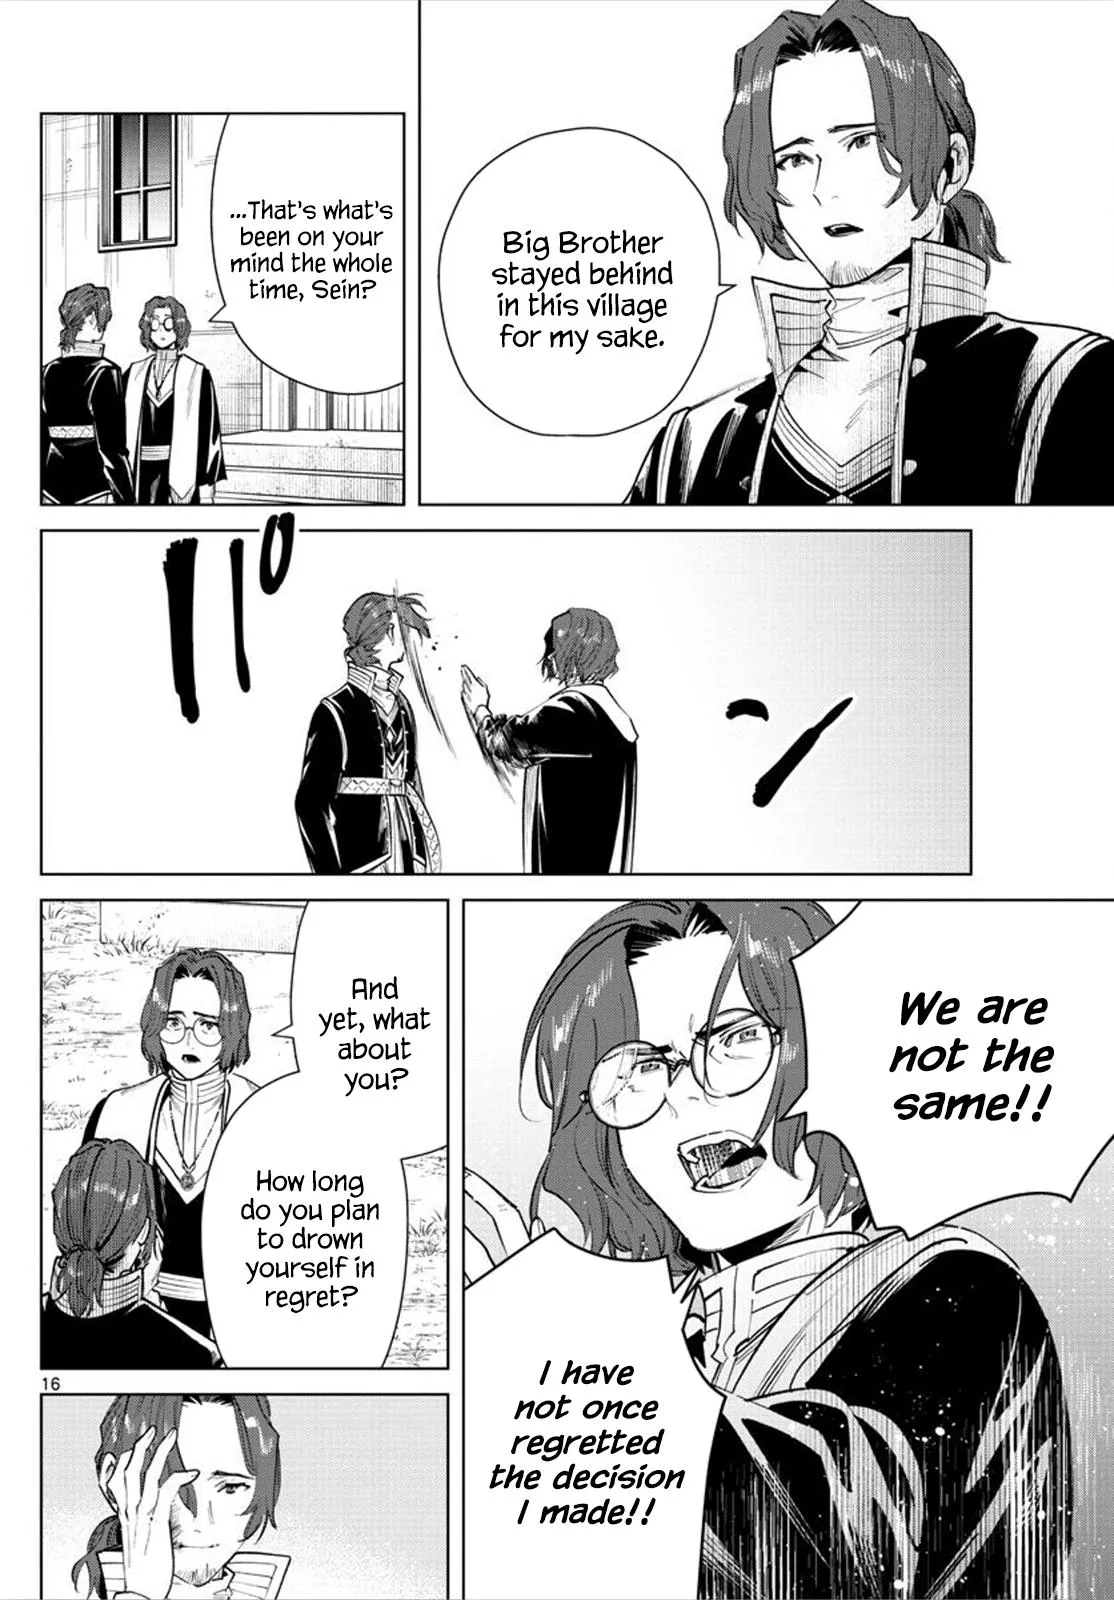 Big Brother
stayed behind
in this village
for my sake.
...That's what's
been on your
mind the whole
time, Sein?
パン
We are
not the
same!!
I have
not once
regretted
the decision
I made!!
And
yet, what
about
you?
How long
do you plan
to drown
yourself in
regret?
16